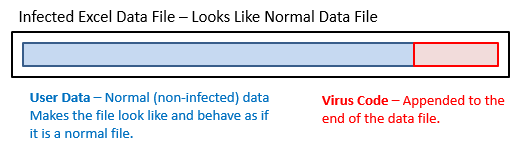 Infected Excel Data File – Looks Like Normal Data File
User Data – Normal (non-infected) data
Makes the file look like and behave as if
it is a normal file.
Virus Code – Appended to the
end of the data file.